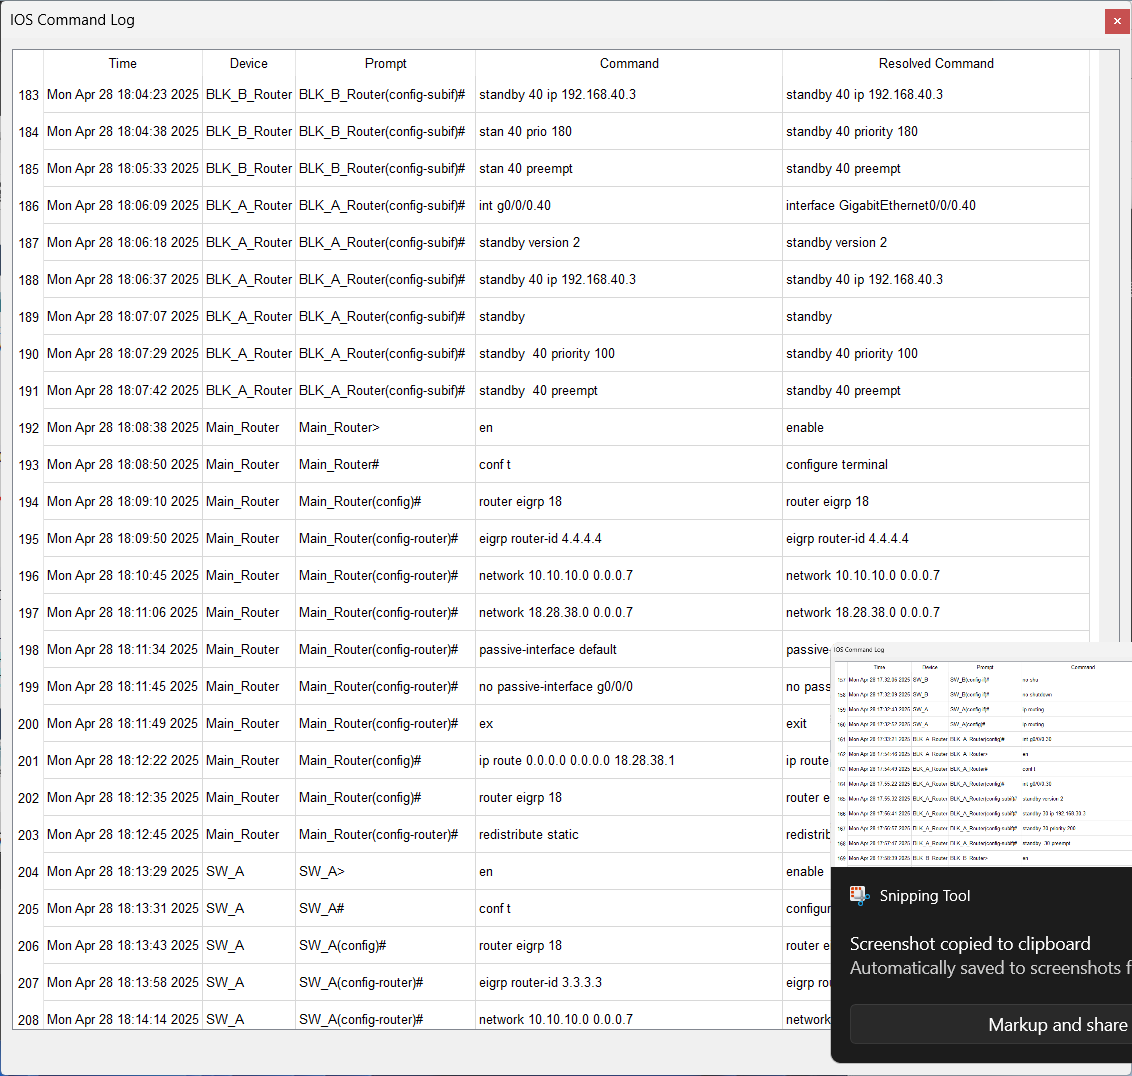 IOS Command Log
Time Device Prompt Command Resolved Command
183 Mon Apr 28 18:04:23 2025 BLK_B_Router BLK_B_Router(config-subif)# standby 40 ip 192.168.40.3 standby 40 ip 192.168.40.3
184 Mon Apr 28 18:04:38 2025 BLK_B_Router BLK_B_Router(config-subif)# stan 40 prio 180 standby 40 priority 180
185 Mon Apr 28 18:05:33 2025 BLK_B_Router BLK_B_Router(config-subif)# stan 40 preempt standby 40 preempt
186 Mon Apr 28 18:06:09 2025 BLK_A_Router BLK_A_Router(config-subif)# int g0/0/0.40 interface GigabitEthernet0/0/0.40
187 Mon Apr 28 18:06:18 2025 BLK_A_Router BLK_A_Router(config-subif)# standby version 2 standby version 2
188 Mon Apr 28 18:06:37 2025 BLK_A_Router BLK_A_Router(config-subif)# standby 40 ip 192.168.40.3 standby 40 ip 192.168.40.3
189 Mon Apr 28 18:07:07 2025 BLK_A_Router BLK_A_Router(config-subif)# standby standby
190 Mon Apr 28 18:07:29 2025 BLK_A_Router BLK_A_Router(config-subif)# standby  40 priority 100 standby 40 priority 100
191 Mon Apr 28 18:07:42 2025 BLK_A_Router BLK_A_Router(config-subif)# standby  40 preempt standby 40 preempt
192 Mon Apr 28 18:08:38 2025 Main_Router Main_Router> en enable
193 Mon Apr 28 18:08:50 2025 Main_Router Main_Router# conf t configure terminal
194 Mon Apr 28 18:09:10 2025 Main_Router Main_Router(config)# router eigrp 18 router eigrp 18
195 Mon Apr 28 18:09:50 2025 Main_Router Main_Router(config-router)# eigrp router-id 4.4.4.4 eigrp router-id 4.4.4.4
196 Mon Apr 28 18:10:45 2025 Main_Router Main_Router(config-router)# network 10.10.10.0 0.0.0.7 network 10.10.10.0 0.0.0.7
197 Mon Apr 28 18:11:06 2025 Main_Router Main_Router(config-router)# network 18.28.38.0 0.0.0.7 network 18.28.38.0 0.0.0.7
198 Mon Apr 28 18:11:34 2025 Main_Router Main_Router(config-router)# passive-interface default passive-
199 Mon Apr 28 18:11:45 2025 Main_Router Main_Router(config-router)# no passive-interface g0/0/0 no pass
200 Mon Apr 28 18:11:49 2025 Main_Router Main_Router(config-router)# ex exit
201 Mon Apr 28 18:12:22 2025 Main_Router Main_Router(config)# ip route 0.0.0.0 0.0.0.0 18.28.38.1 ip route
202 Mon Apr 28 18:12:35 2025 Main_Router Main_Router(config)# router eigrp 18 router e
203 Mon Apr 28 18:12:45 2025 Main_Router Main_Router(config-router)# redistribute static redistrib
204 Mon Apr 28 18:13:29 2025 SW_A SW_A> en enable
205 Mon Apr 28 18:13:31 2025 SW_A SW_A# conf t configur
206 Mon Apr 28 18:13:43 2025 SW_A SW_A(config)# router eigrp 18 router e
207 Mon Apr 28 18:13:58 2025 SW_A SW_A(config-router)# eigrp router-id 3.3.3.3 eigrp ro
208 Mon Apr 28 18:14:14 2025 SW_A SW_A(config-router)# network 10.10.10.0 0.0.0.7 network
IOS Command Log
Time Device Prompt Command
Snipping Tool
Screenshot copied to clipboard
Automatically saved to screenshots f
Markup and share